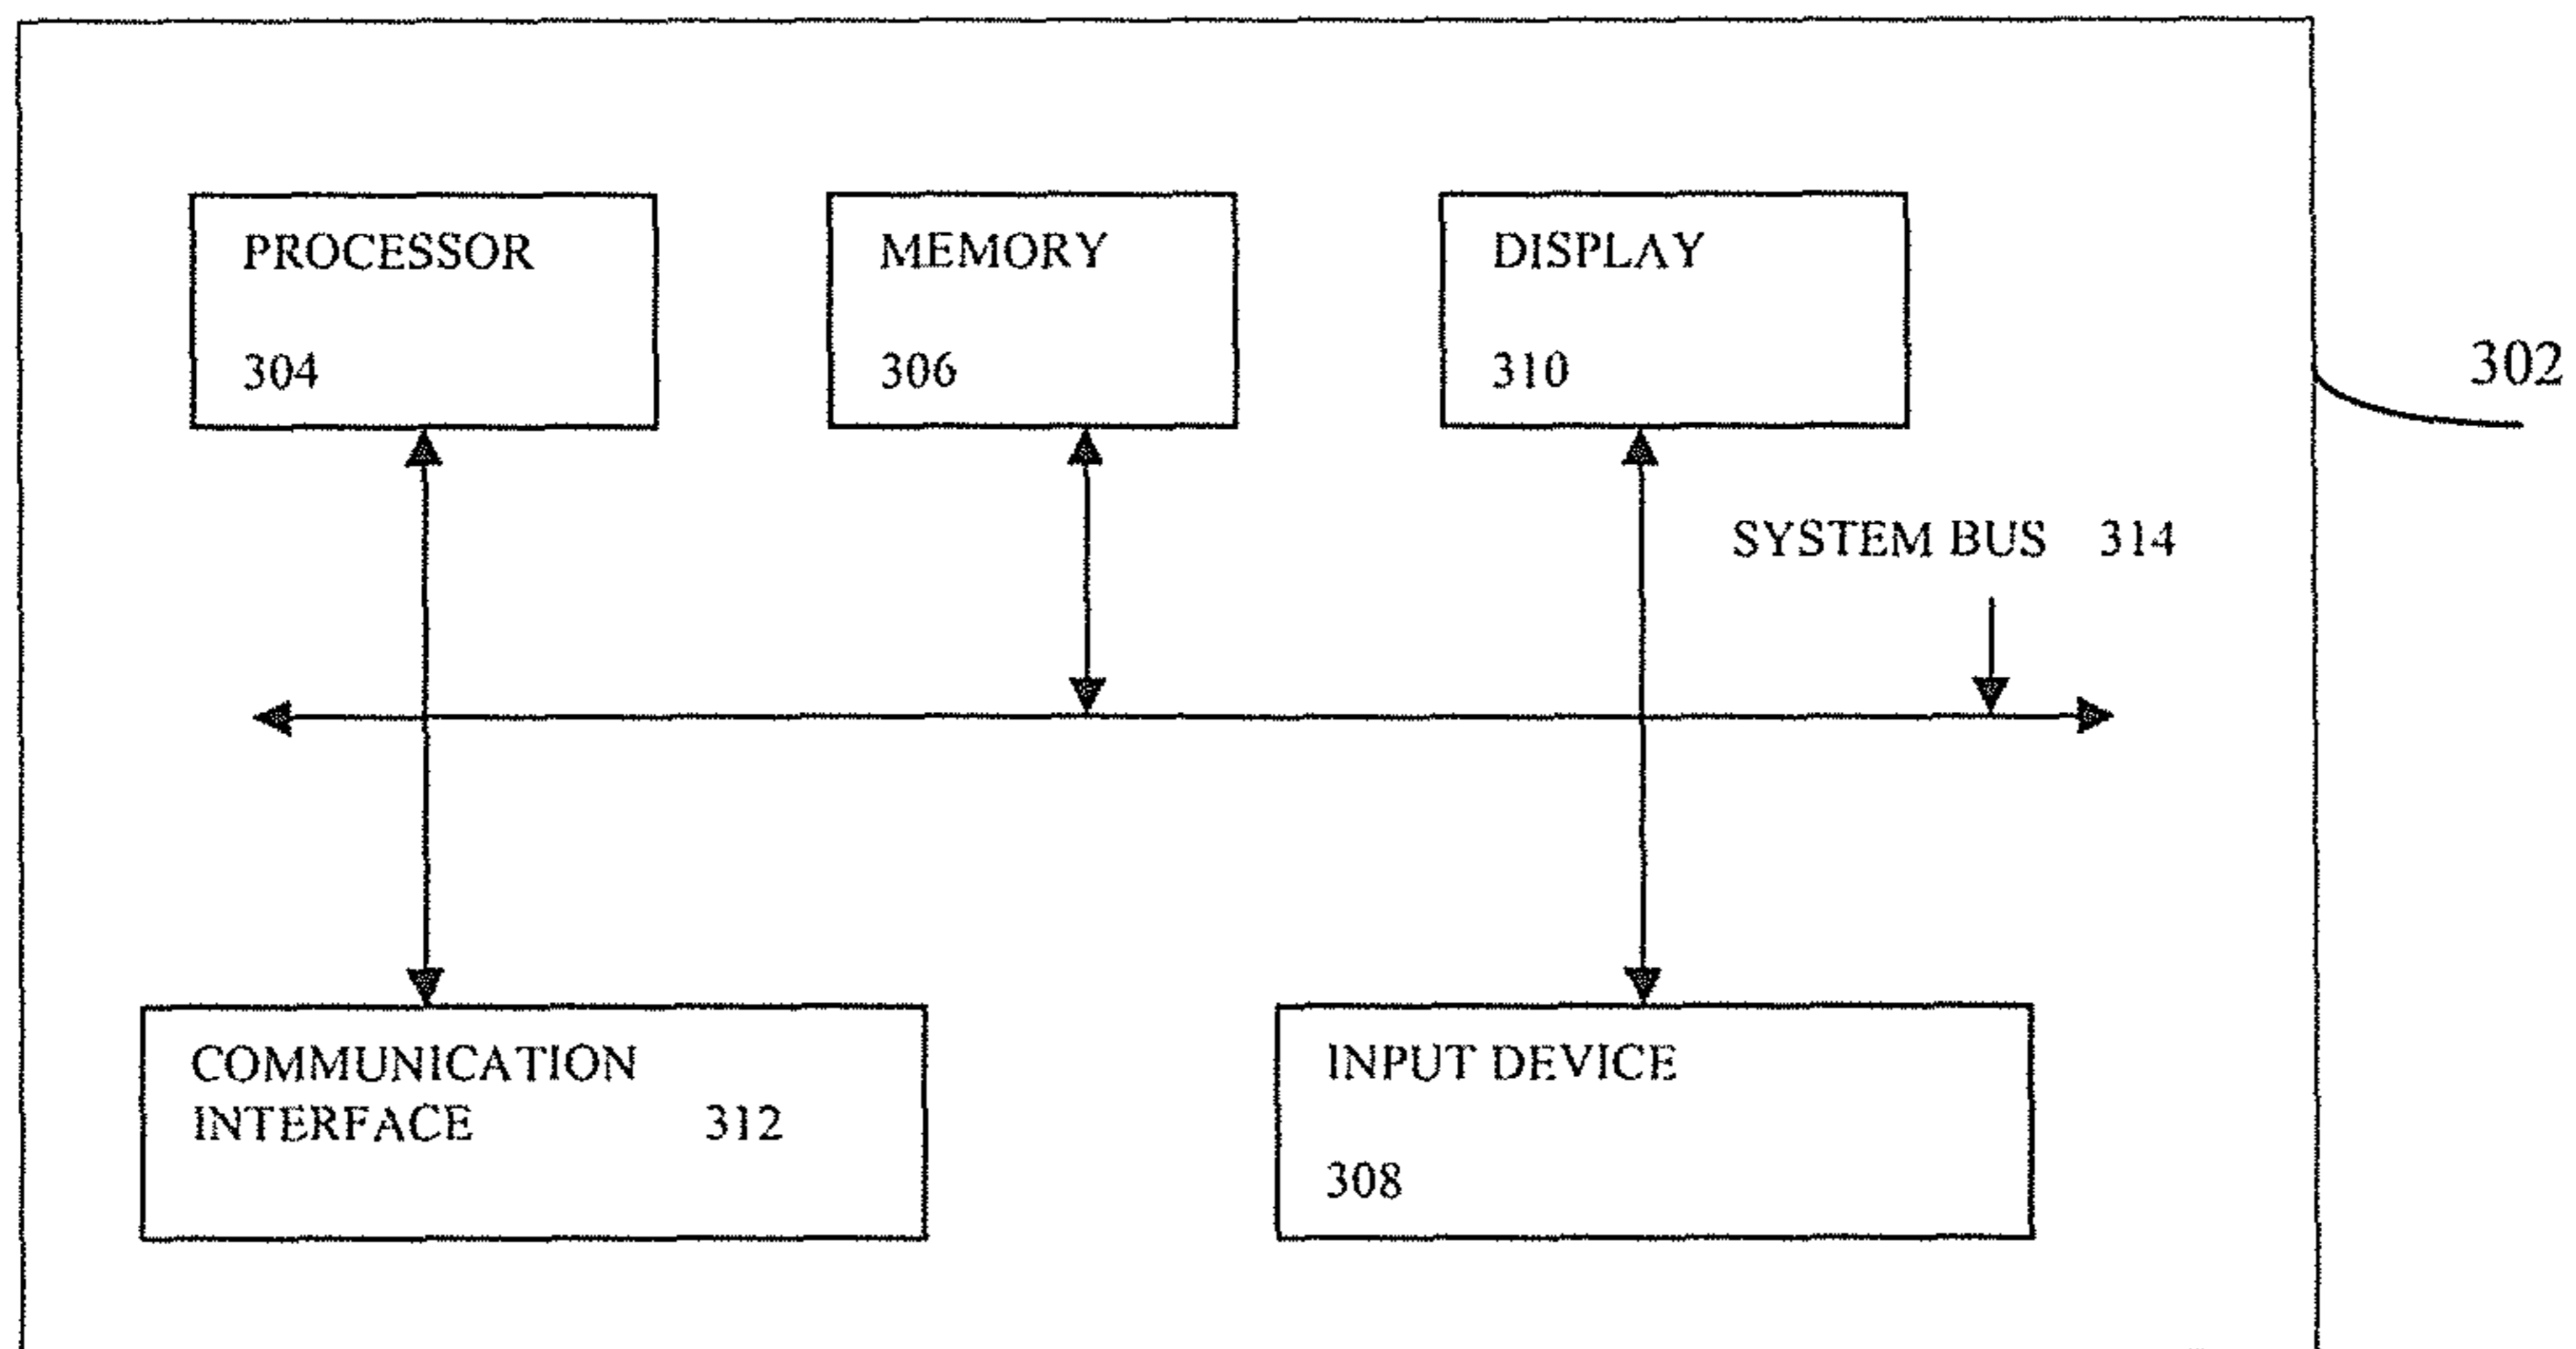 PROCESSOR
304
MEMORY
306
DISPLAY
310
302
SYSTEM BUS 314
COMMUNICATION
INTERFACE 312
INPUT DEVICE
308